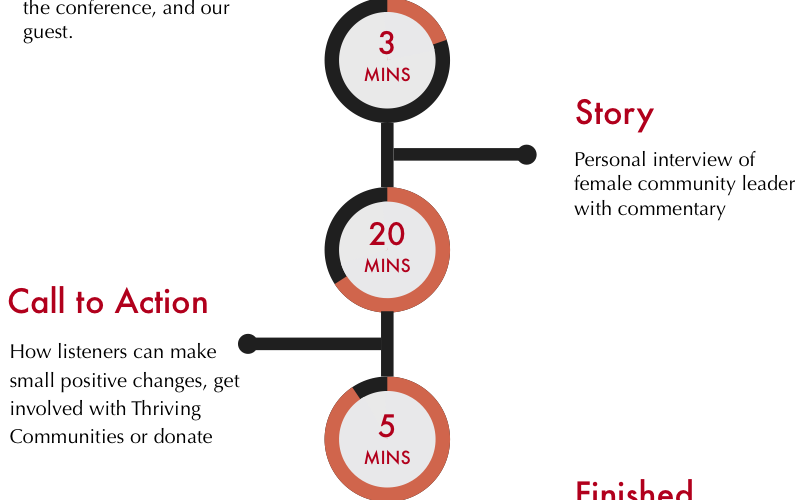 the conference, and our
guest.
3
MINS
Story
Personal interview of
female community leader
with commentary
20
MINS
Call to Action
How listeners can make
small positive changes, get
involved with Thriving
Communities or donate
5
MINS
Finished